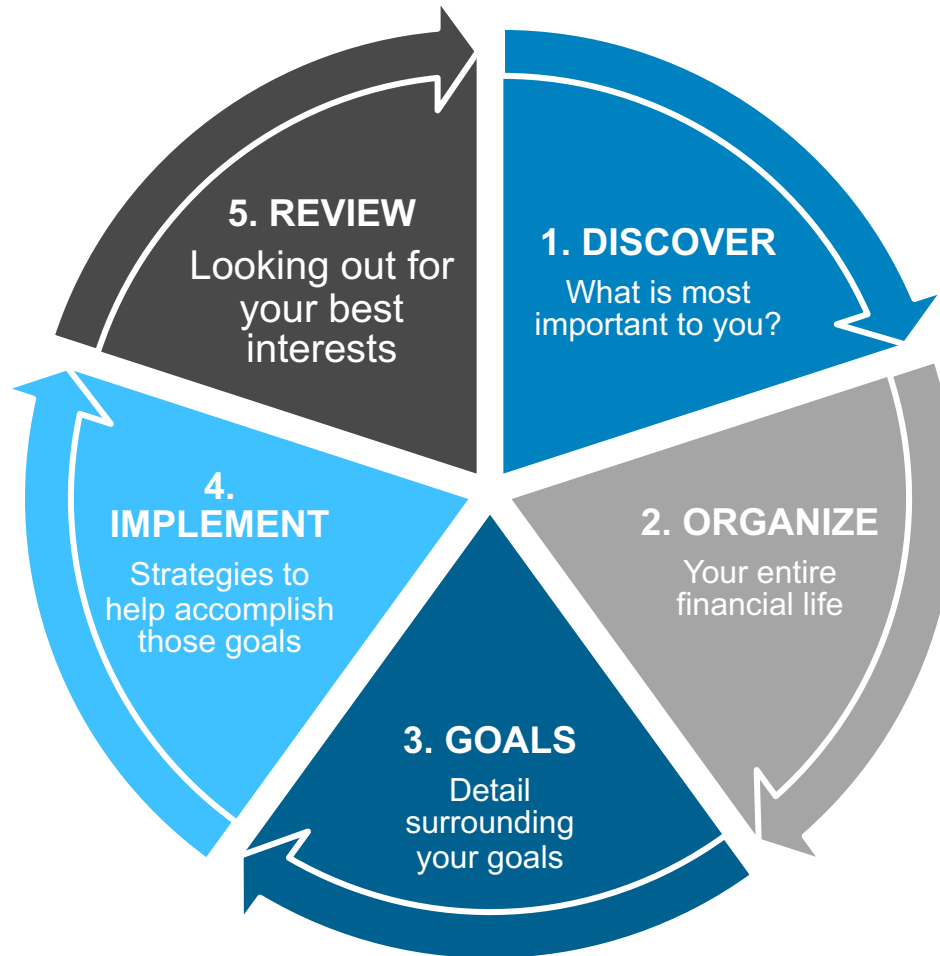 1. DISCOVER
What is most
important to you?
2. ORGANIZE
Your entire
financial life
3. GOALS
Detail
surrounding
your goals
4.
IMPLEMENT
Strategies to
help accomplish
those goals
5. REVIEW
Looking out for
your best
interests